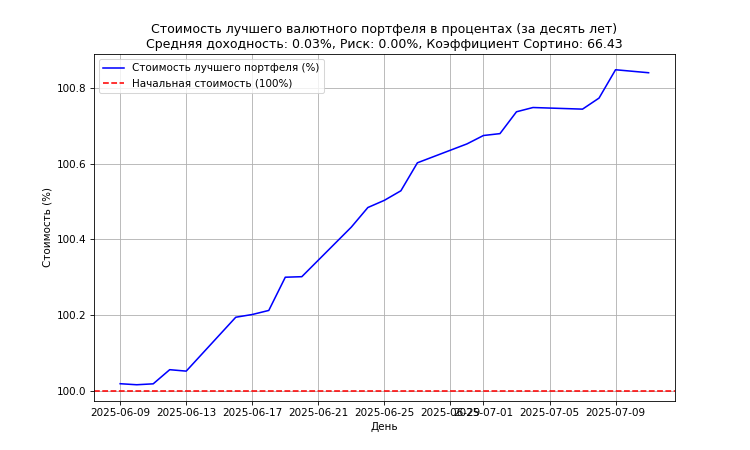 Стоимость лучшего валютного портфеля в процентах (за десять лет)
Средняя доходность: 0.03%, Риск: 0.00%, Коэффициент Сортино: 66.43
Стоимость лучшего портфеля (%)
Начальная стоимость (100%)
Стоимость (%)
100.8
100.6
100.4
100.2
100.0
2025-06-09 2025-06-13 2025-06-17 2025-06-21 2025-06-25 2025-06-29 2025-07-01 2025-07-05 2025-07-09
День